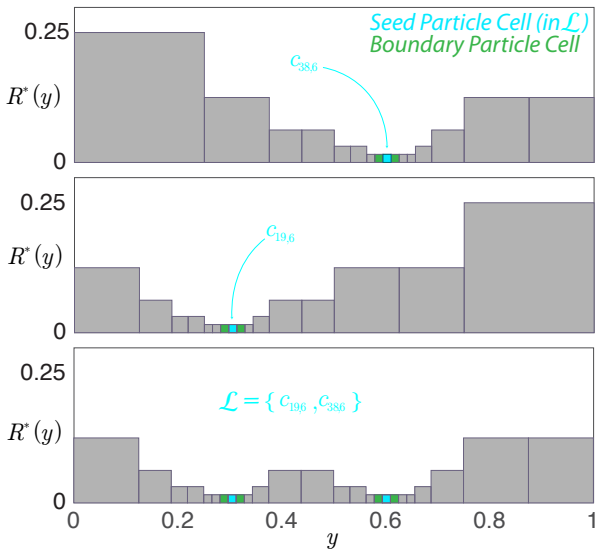 Seed Particle Cell (in ℒ)
Boundary Particle Cell
0.25
R*(y)
0
c38,6
0.25
R*(y)
0
c19,6
0.25
R*(y)
0
ℒ = { c19,6 , c38,6 }
0 0.2 0.4 0.6 0.8 1
y